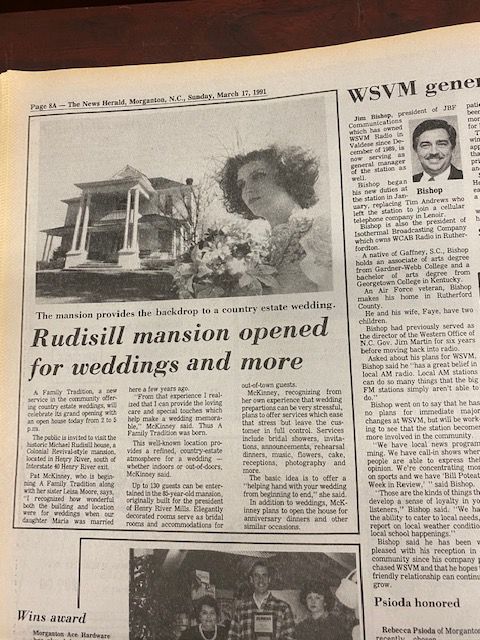 Page 8A — The News Herald, Morganton, N.C., Sunday, March 17, 1991
The mansion provides the backdrop to a country estate wedding.
Rudisill mansion opened
for weddings and more
A Family Tradition, a new
service in the community offer-
ing country estate weddings, will
celebrate its grand opening with
an open house today from 2 to 5
p.m.
The public is invited to visit the
historic Michael Rudisill house, a
Colonial Revival-style mansion,
located in Henry River, south of
Interstate 40 Henry River exit.
Pat McKinney, who is begin-
ning A Family Tradition along
with her sister Leisa Moore, says,
"I recognized how wonderful
both the building and location
were for weddings when our
daughter Maria was married
here a few years ago.
"From that experience I real-
ized that I can provide the loving
care and special touches which
help make a wedding memora-
ble," McKinney said. Thus A
Family Tradition was born.
This well-known location pro-
vides a refined, country-estate
atmosphere for a wedding —
whether indoors or out-of-doors,
McKinney said.
Up to 130 guests can be enter-
tained in the 85-year-old mansion,
originally built for the president
of Henry River Mills. Elegantly
decorated rooms serve as bridal
rooms and accommodations for
out-of-town guests.
McKinney, recognizing from
her own experience that wedding
prepartions can be very stressful,
plans to offer services which ease
that stress but leave the cus-
tomer in full control. Services
include bridal showers, invita-
tions, announcements, rehearsal
dinners, music, flowers, cake,
receptions, photography and
more.
The basic idea is to offer a
"helping hand with your wedding
from beginning to end," she said.
In addition to weddings, McK-
inney plans to open the house for
anniversary dinners and other
similar occasions.
Wins award
Morganton Ace Hardware
WSVM gener
Jim Bishop, president of JBF
Communications
which has owned
WSVM Radio in
Valdese since De-
cember of 1989, is
now serving as
general manager
of the station as
well.
Bishop began
his new duties at
the station in Jan-
Bishop
uary, replacing Tim Andrews who
left the station to join a cellular
telephone company in Lenoir.
Bishop is also the president of
Isothermal Broadcasting Company
which owns WCAB Radio in Ruther-
fordton.
A native of Gaffney, S.C., Bishop
holds an associate of arts degree
from Gardner-Webb College and a
bachelor of arts degree from
Georgetown College in Kentucky.
An Air Force veteran, Bishop
makes his home in Rutherford
County.
He and his wife, Faye, have two
children.
Bishop had previously served as
the director of the Western Office of
N.C. Gov. Jim Martin for six years
before moving back into radio.
Asked about his plans for WSVM,
Bishop said he "has a great belief in
local AM radio. Local AM stations
can do so many things that the big
FM stations simply aren't able to
do."
Bishop went on to say that he has
no plans for immediate major
changes at WSVM, but will be work-
ing to see that the station becomes
more involved in the community.
"We have local news program-
ming. We have call-in shows where
people are able to express their
opinion. We're concentrating more
on sports and we have 'Bill Poteat
Week in Review,' " said Bishop.
"Those are the kinds of things that
develop a sense of loyalty in your
listeners," Bishop said. "We have
the ability to cater to local needs,
report on local weather conditions
local school happenings."
Bishop said he has been very
pleased with his reception in the
community since his company pur-
chased WSVM and that he hopes the
friendly relationship can continue
grow.
Psioda honored
Rebecca Psioda of Morganton